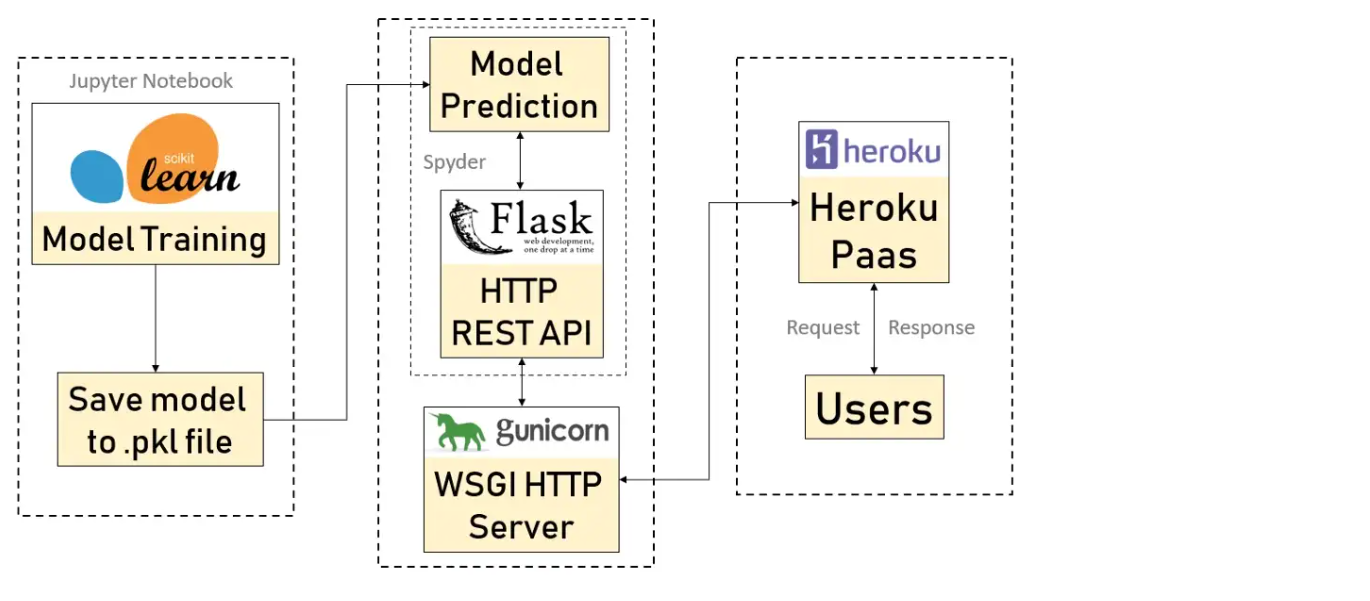 Jupyter Notebook
scikit
learn
Model Training
Save model
to .pkl file
Model
Prediction
Spyder
Flask
web development,
one drop at a time
HTTP
REST API
gunicorn
WSGI HTTP
Server
heroku
Heroku
Paas
Request Response
Users